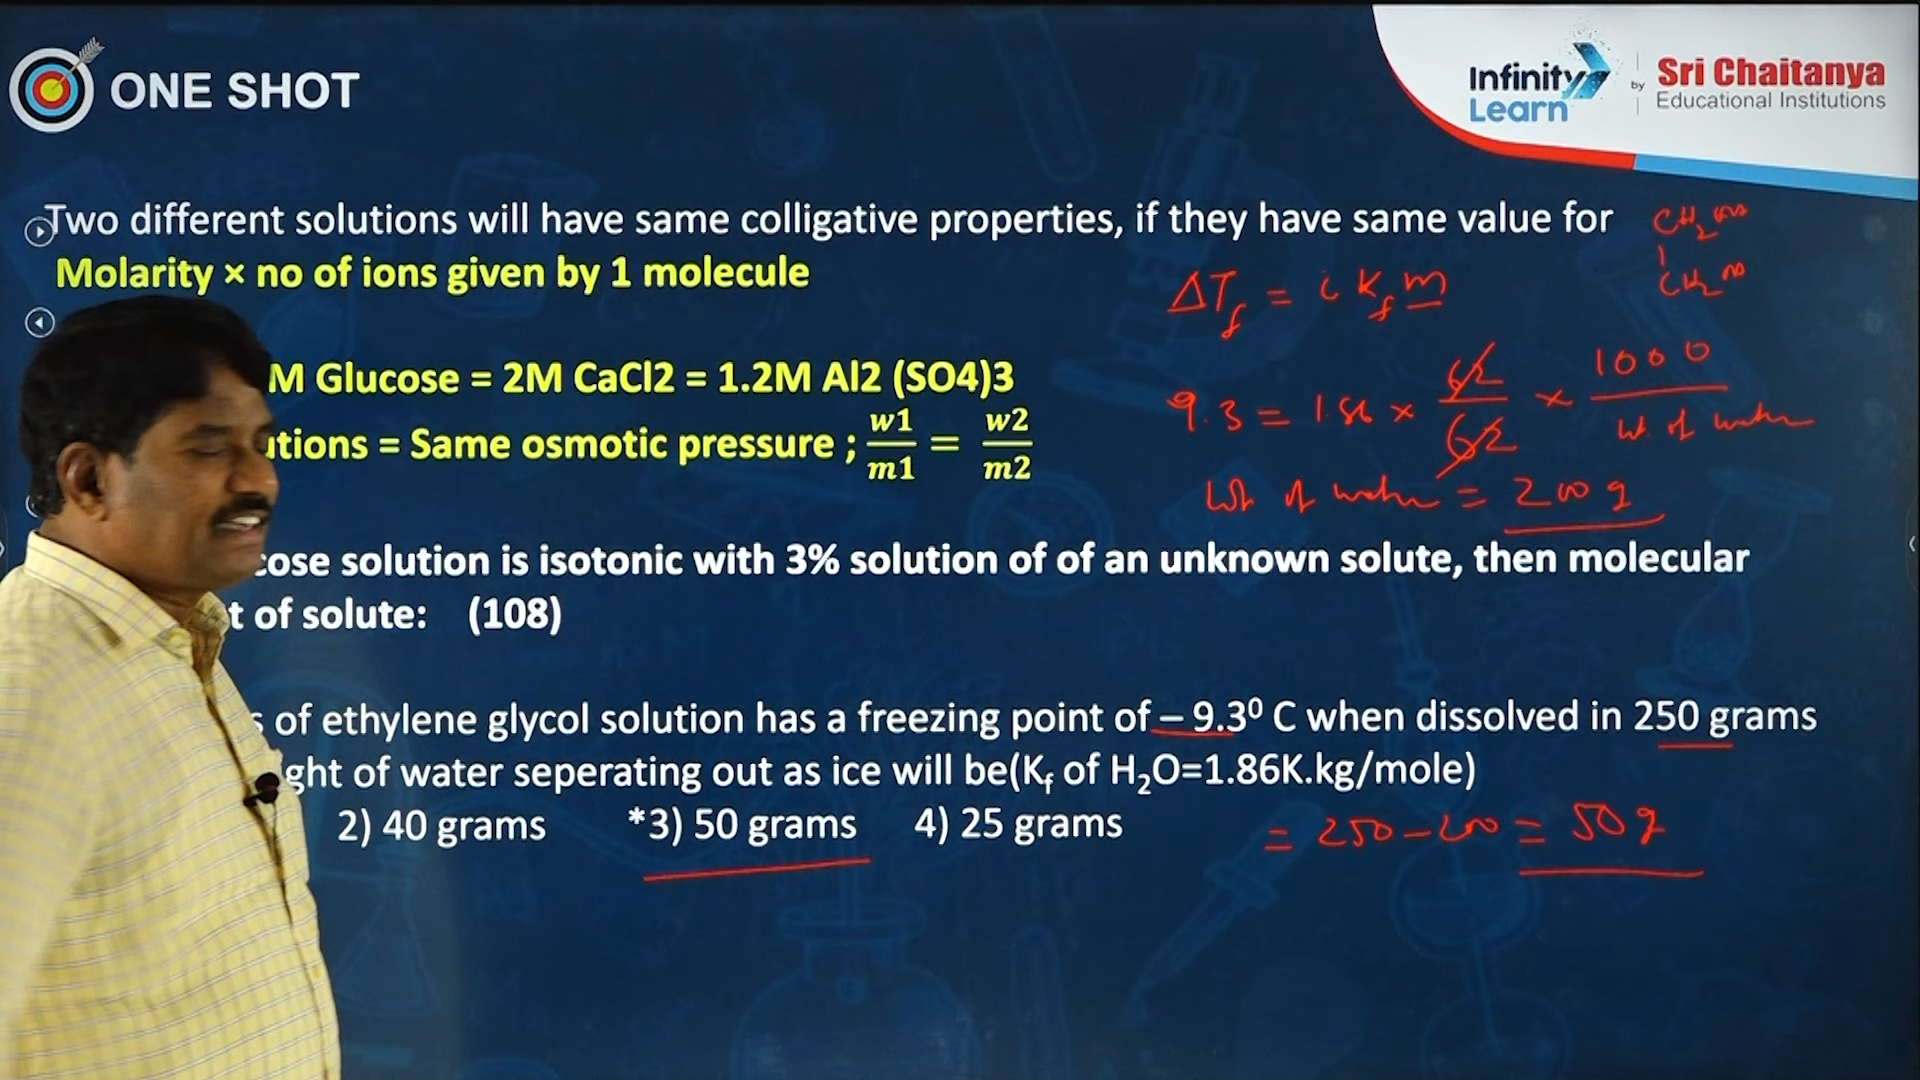 ONE SHOT
Infinity Learn
by
Sri Chaitanya
Educational Institutions
Two different solutions will have same colligative properties, if they have same value for
Molarity × no of ions given by 1 molecule
M Glucose = 2M CaCl2 = 1.2M Al2 (SO4)3
utions = Same osmotic pressure ; w1/m1 = w2/m2
cose solution is isotonic with 3% solution of of an unknown solute, then molecular
t of solute: (108)
s of ethylene glycol solution has a freezing point of – 9.3⁰ C when dissolved in 250 grams
ght of water seperating out as ice will be(Kf of H₂O=1.86K.kg/mole)
2) 40 grams *3) 50 grams 4) 25 grams
CH₂OH
CH₂OH
ΔTf = i Kf m
9.3 = 1.86 × 62/62 × 1000/wt. of water
Wt of water = 200 g
= 250 – 200 = 50 g